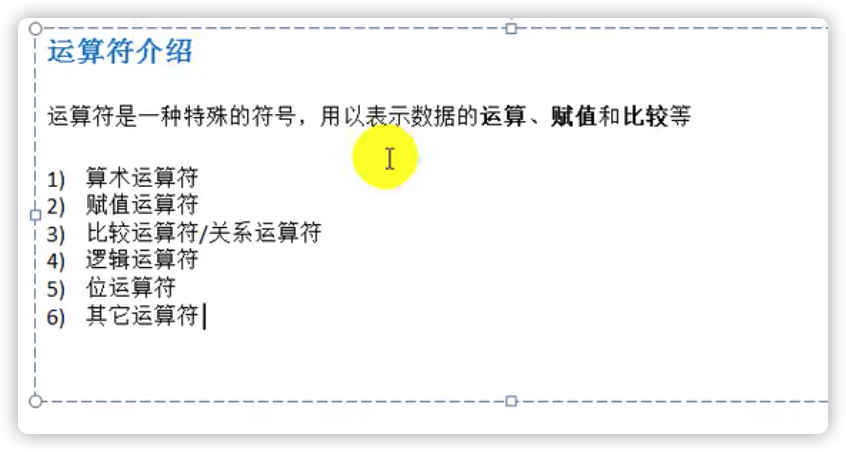 运算符介绍
运算符是一种特殊的符号，用以表示数据的运算、赋值和比较等
1) 算术运算符
2) 赋值运算符
3) 比较运算符/关系运算符
4) 逻辑运算符
5) 位运算符
6) 其它运算符